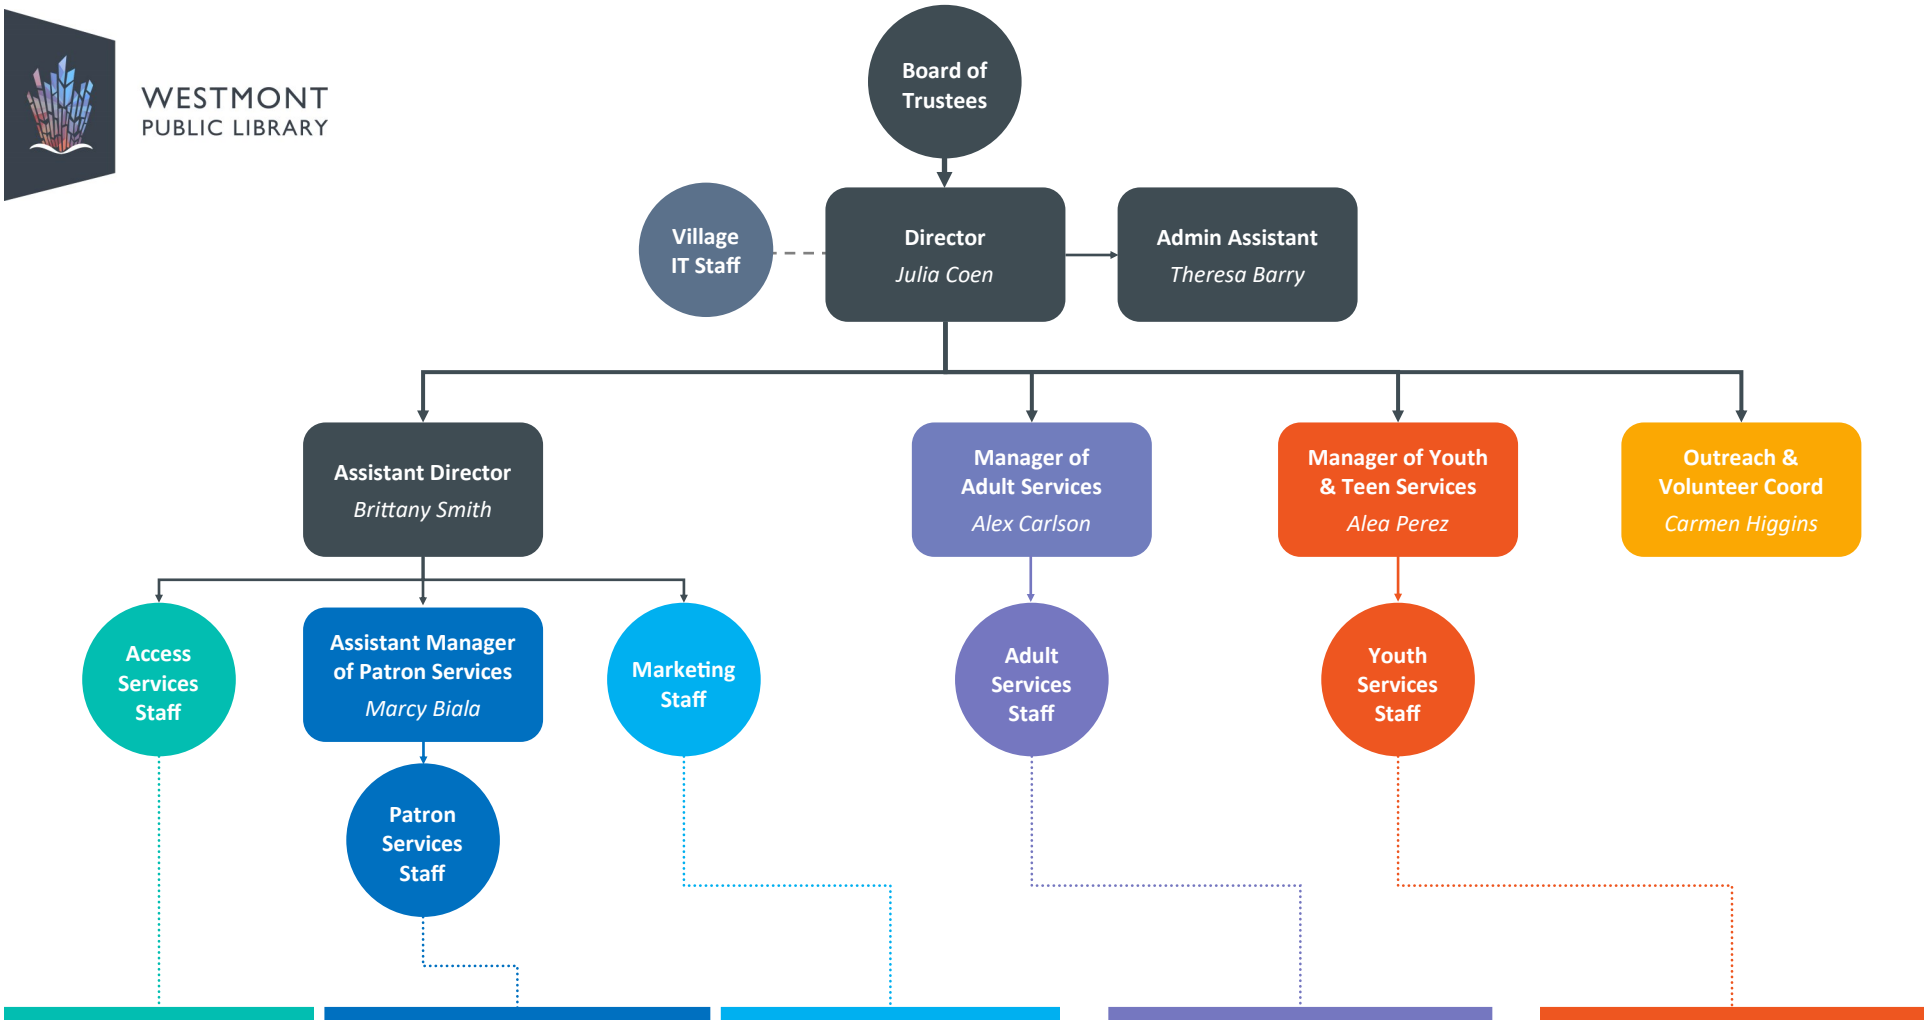 WESTMONT
PUBLIC LIBRARY
Board of
Trustees
Village
IT Staff
Director
Julia Coen
Admin Assistant
Theresa Barry
Assistant Director
Brittany Smith
Manager of
Adult Services
Alex Carlson
Manager of Youth
& Teen Services
Alea Perez
Outreach &
Volunteer Coord
Carmen Higgins
Access
Services
Staff
Assistant Manager
of Patron Services
Marcy Biala
Marketing
Staff
Adult
Services
Staff
Youth
Services
Staff
Patron
Services
Staff